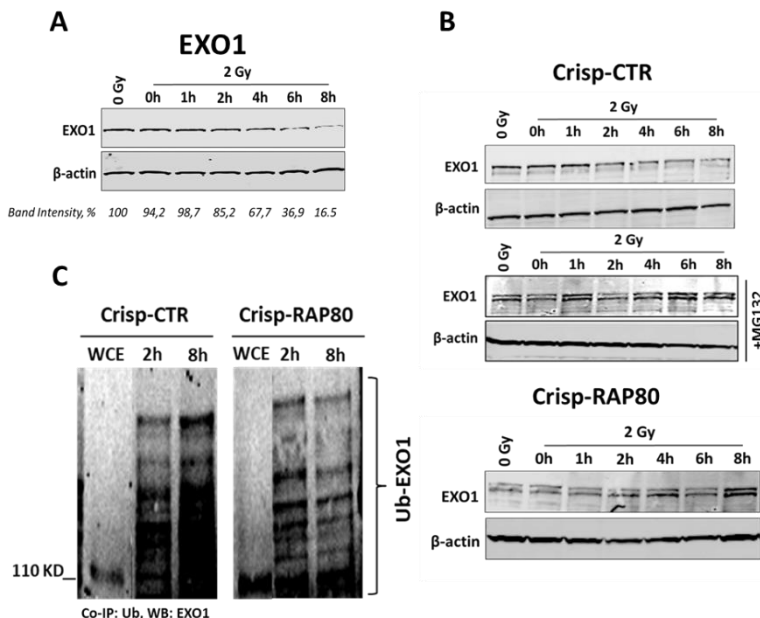 A
EXO1
2 Gy
0 Gy 0h 1h 2h 4h 6h 8h
EXO1
β-actin
Band Intensity, % 100 94,2 98,7 85,2 67,7 36,9 16.5
B
Crisp-CTR
2 Gy
0 Gy 0h 1h 2h 4h 6h 8h
EXO1
β-actin
2 Gy
0 Gy 0h 1h 2h 4h 6h 8h
EXO1
β-actin
+MG132
Crisp-RAP80
2 Gy
0 Gy 0h 1h 2h 4h 6h 8h
EXO1
β-actin
C
Crisp-CTR Crisp-RAP80
WCE 2h 8h WCE 2h 8h
Ub-EXO1
110 KD_
Co-IP: Ub, WB: EXO1